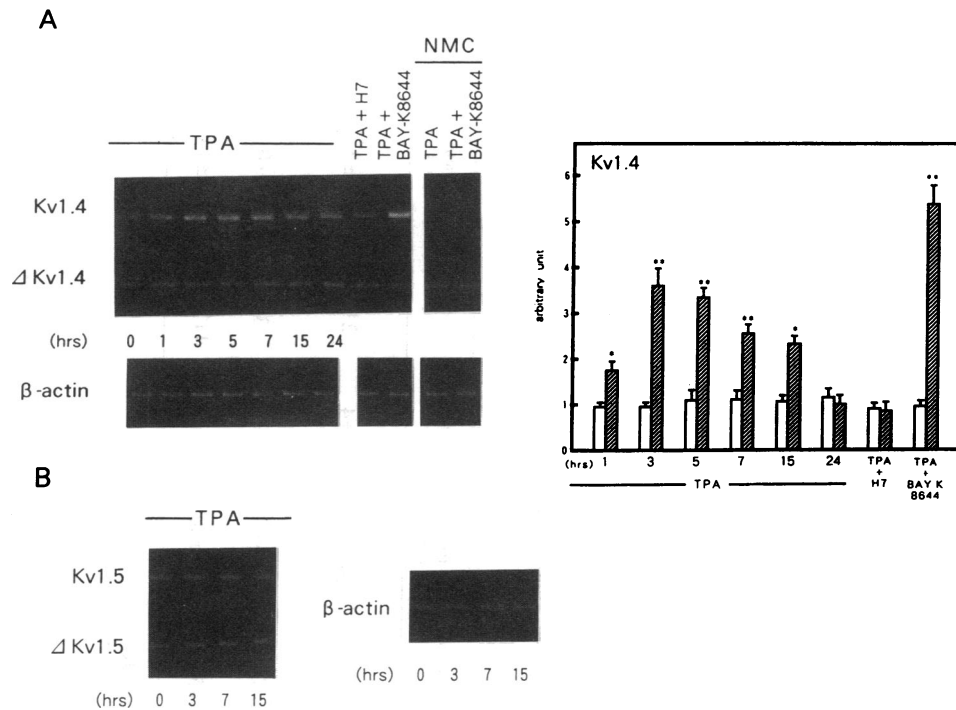 A
NMC
TPA
TPA + H7
TPA +
BAY-K8644
TPA
TPA +
BAY-K8644
Kv1.4
⊿ Kv1.4
(hrs) 0 1 3 5 7 15 24
β-actin
Kv1.4
arbitrary unit
6
5
4
3
2
1
0
• •• •• •• • ••
(hrs) 1 3 5 7 15 24
TPA
TPA
+
H7
TPA
+
BAY K
8644
B
TPA
Kv1.5
⊿ Kv1.5
(hrs) 0 3 7 15
β-actin
(hrs) 0 3 7 15